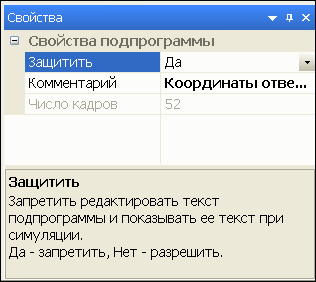 Свойства
Свойства подпрограммы
Защитить Да
Комментарий Координаты отве...
Число кадров 52
Защитить
Запретить редактировать текст
подпрограммы и показывать ее текст при
симуляции.
Да - запретить, Нет - разрешить.